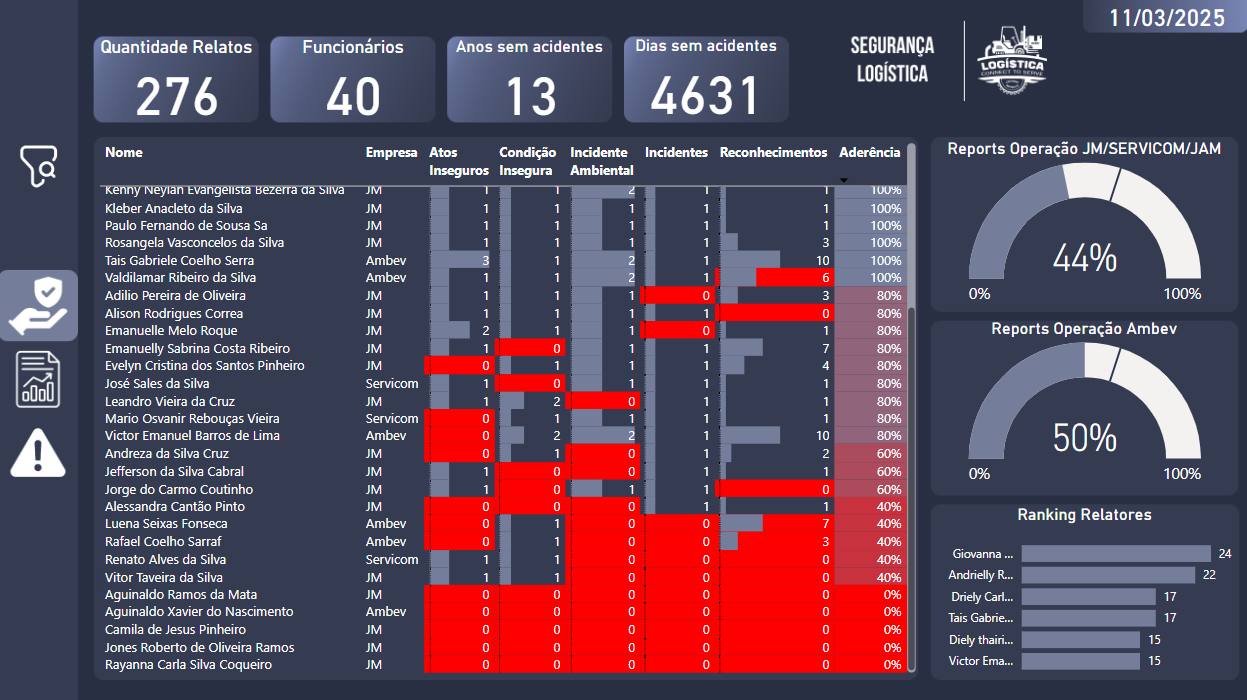 11/03/2025
Quantidade Relatos
276
Funcionários
40
Anos sem acidentes
13
Dias sem acidentes
4631
SEGURANÇA
LOGÍSTICA
LOGÍSTICA
CONNECT TO SERVE
Nome Empresa Atos Inseguros Condição Insegura Incidente Ambiental Incidentes Reconhecimentos Aderência
Kenny Neylan Evangelista Bezerra da Silva JM 1 1 2 1 1 100%
Kleber Anacleto da Silva JM 1 1 1 1 1 100%
Paulo Fernando de Sousa Sa JM 1 1 1 1 1 100%
Rosangela Vasconcelos da Silva JM 1 1 1 1 3 100%
Tais Gabriele Coelho Serra Ambev 3 1 2 1 10 100%
Valdilamar Ribeiro da Silva Ambev 1 1 2 1 6 100%
Adilio Pereira de Oliveira JM 1 1 1 0 3 80%
Alison Rodrigues Correa JM 1 1 1 1 0 80%
Emanuelle Melo Roque JM 2 1 1 0 1 80%
Emanuelly Sabrina Costa Ribeiro JM 1 0 1 1 7 80%
Evelyn Cristina dos Santos Pinheiro JM 0 1 1 1 4 80%
José Sales da Silva Servicom 1 0 1 1 1 80%
Leandro Vieira da Cruz JM 1 2 0 1 1 80%
Mario Osvanir Rebouças Vieira Servicom 0 1 1 1 1 80%
Victor Emanuel Barros de Lima Ambev 0 2 2 1 10 80%
Andreza da Silva Cruz JM 0 1 0 1 2 60%
Jefferson da Silva Cabral JM 1 0 0 1 1 60%
Jorge do Carmo Coutinho JM 1 0 1 1 0 60%
Alessandra Cantão Pinto JM 0 0 0 1 1 40%
Luena Seixas Fonseca Ambev 0 1 0 0 7 40%
Rafael Coelho Sarraf Ambev 0 1 0 0 3 40%
Renato Alves da Silva Servicom 1 1 0 0 0 40%
Vitor Taveira da Silva JM 1 1 0 0 0 40%
Aguinaldo Ramos da Mata JM 0 0 0 0 0 0%
Aguinaldo Xavier do Nascimento Ambev 0 0 0 0 0 0%
Camila de Jesus Pinheiro JM 0 0 0 0 0 0%
Jones Roberto de Oliveira Ramos JM 0 0 0 0 0 0%
Rayanna Carla Silva Coqueiro JM 0 0 0 0 0 0%
Reports Operação JM/SERVICOM/JAM
44%
0% 100%
Reports Operação Ambev
50%
0% 100%
Ranking Relatores
Giovanna ... 24
Andrielly R... 22
Driely Carl... 17
Tais Gabrie... 17
Diely thairi... 15
Victor Ema... 15